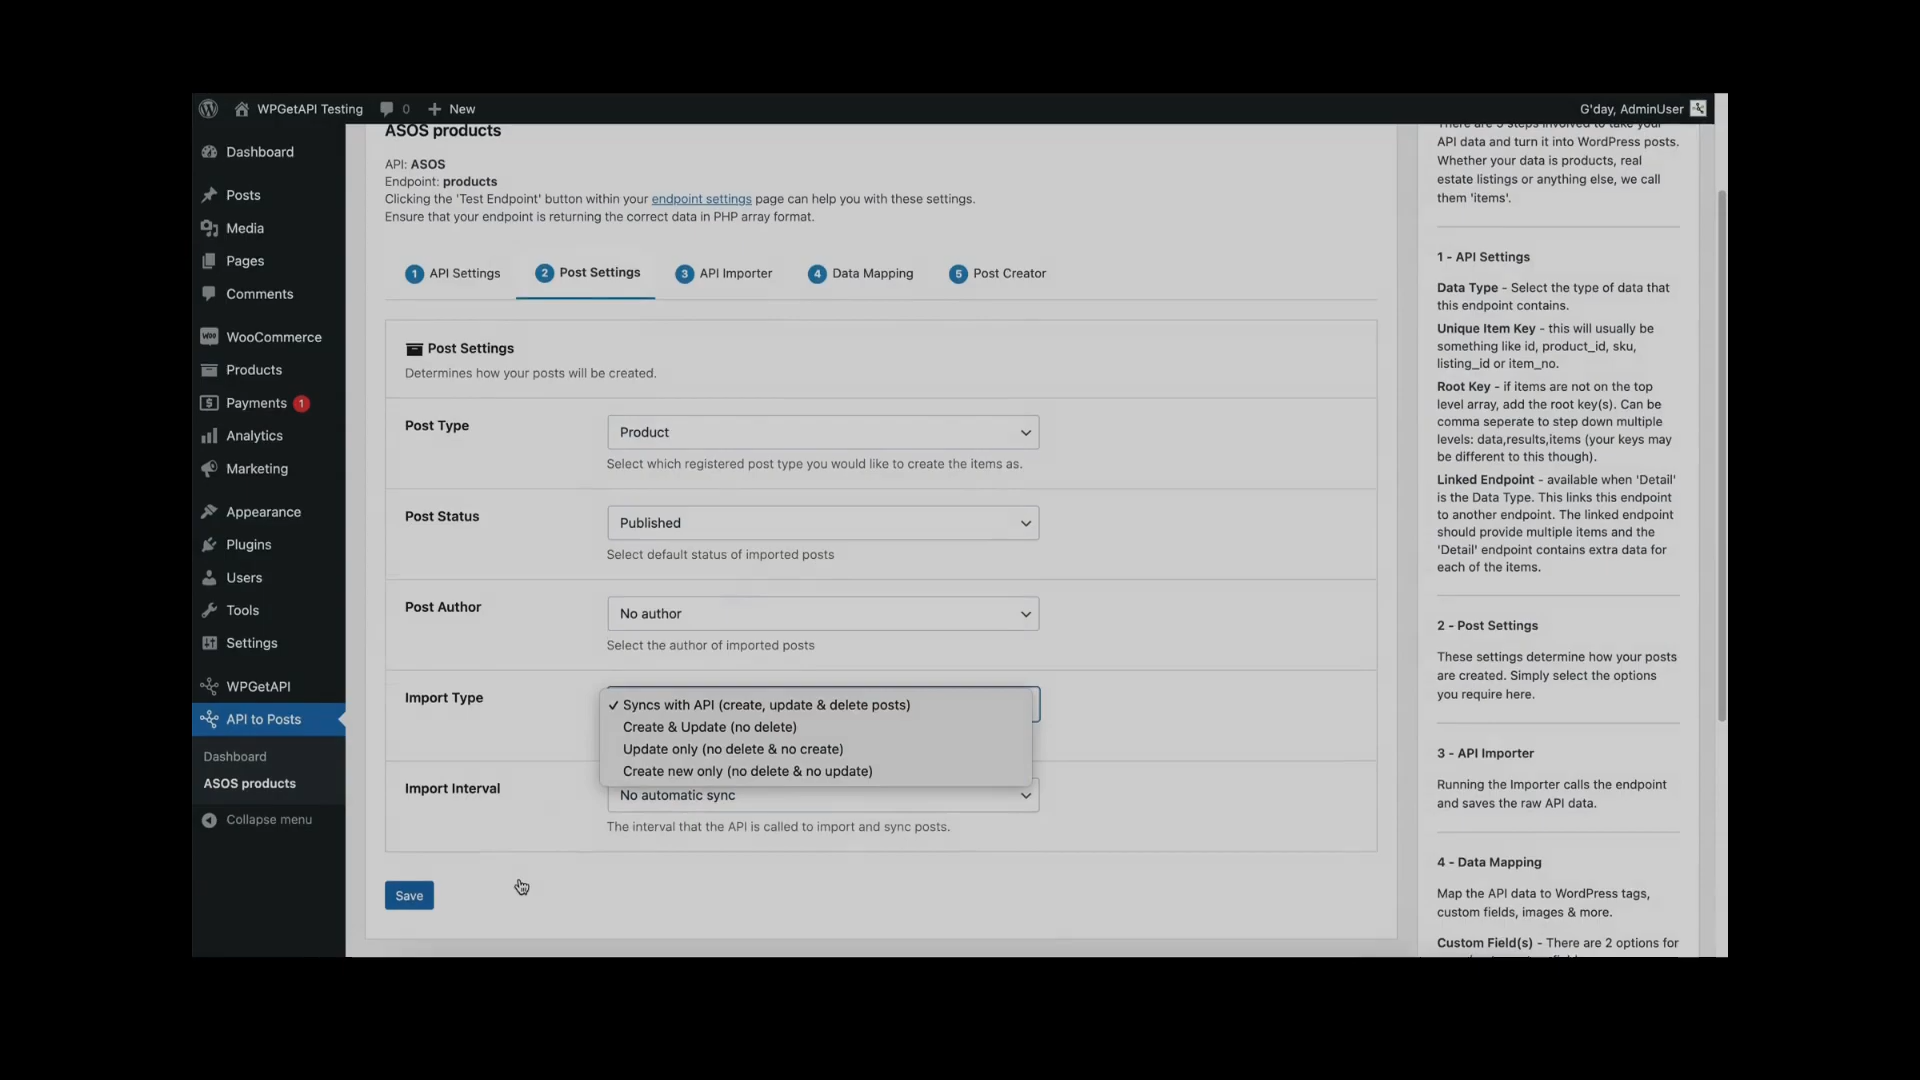 WPGetAPI Testing
0
New
G'day, AdminUser
Dashboard
Posts
Media
Pages
Comments
WooCommerce
Products
Payments 1
Analytics
Marketing
Appearance
Plugins
Users
Tools
Settings
WPGetAPI
API to Posts
Dashboard
ASOS products
Collapse menu
ASOS products
API: ASOS
Endpoint: products
Clicking the 'Test Endpoint' button within your endpoint settings page can help you with these settings.
Ensure that your endpoint is returning the correct data in PHP array format.
1 API Settings
2 Post Settings
3 API Importer
4 Data Mapping
5 Post Creator
Post Settings
Determines how your posts will be created.
Post Type
Product
Select which registered post type you would like to create the items as.
Post Status
Published
Select default status of imported posts
Post Author
No author
Select the author of imported posts
Import Type
✓ Syncs with API (create, update & delete posts)
Create & Update (no delete)
Update only (no delete & no create)
Create new only (no delete & no update)
Import Interval
No automatic sync
The interval that the API is called to import and sync posts.
Save
There are 5 steps involved to take your
API data and turn it into WordPress posts.
Whether your data is products, real
estate listings or anything else, we call
them 'items'.
1 - API Settings
Data Type - Select the type of data that
this endpoint contains.
Unique Item Key - this will usually be
something like id, product_id, sku,
listing_id or item_no.
Root Key - if items are not on the top
level array, add the root key(s). Can be
comma seperate to step down multiple
levels: data,results,items (your keys may
be different to this though).
Linked Endpoint - available when 'Detail'
is the Data Type. This links this endpoint
to another endpoint. The linked endpoint
should provide multiple items and the
'Detail' endpoint contains extra data for
each of the items.
2 - Post Settings
These settings determine how your posts
are created. Simply select the options
you require here.
3 - API Importer
Running the Importer calls the endpoint
and saves the raw API data.
4 - Data Mapping
Map the API data to WordPress tags,
custom fields, images & more.
Custom Field(s) - There are 2 options for